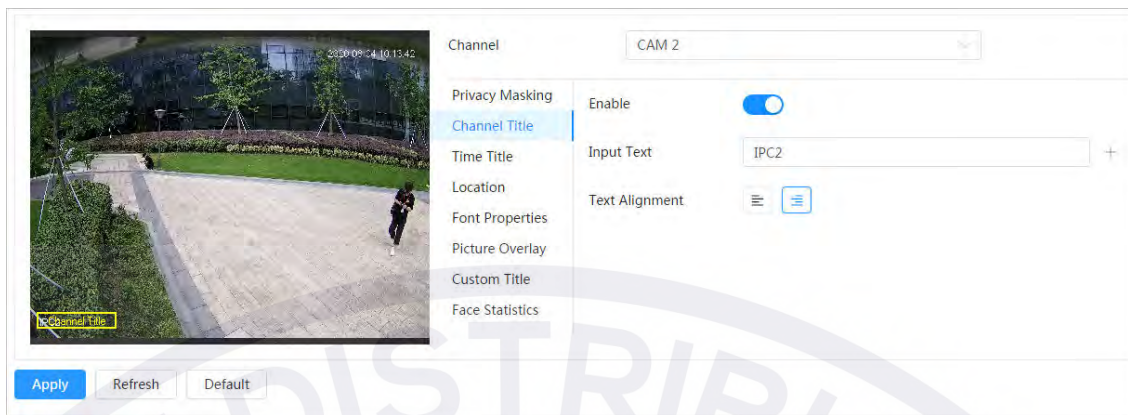 2020-09-04 10:13:42
Channel CAM 2
Privacy Masking
Channel Title
Time Title
Location
Font Properties
Picture Overlay
Custom Title
Face Statistics
Enable
Input Text IPC2 +
Text Alignment
Channel Title
Apply Refresh Default
DISTRIB